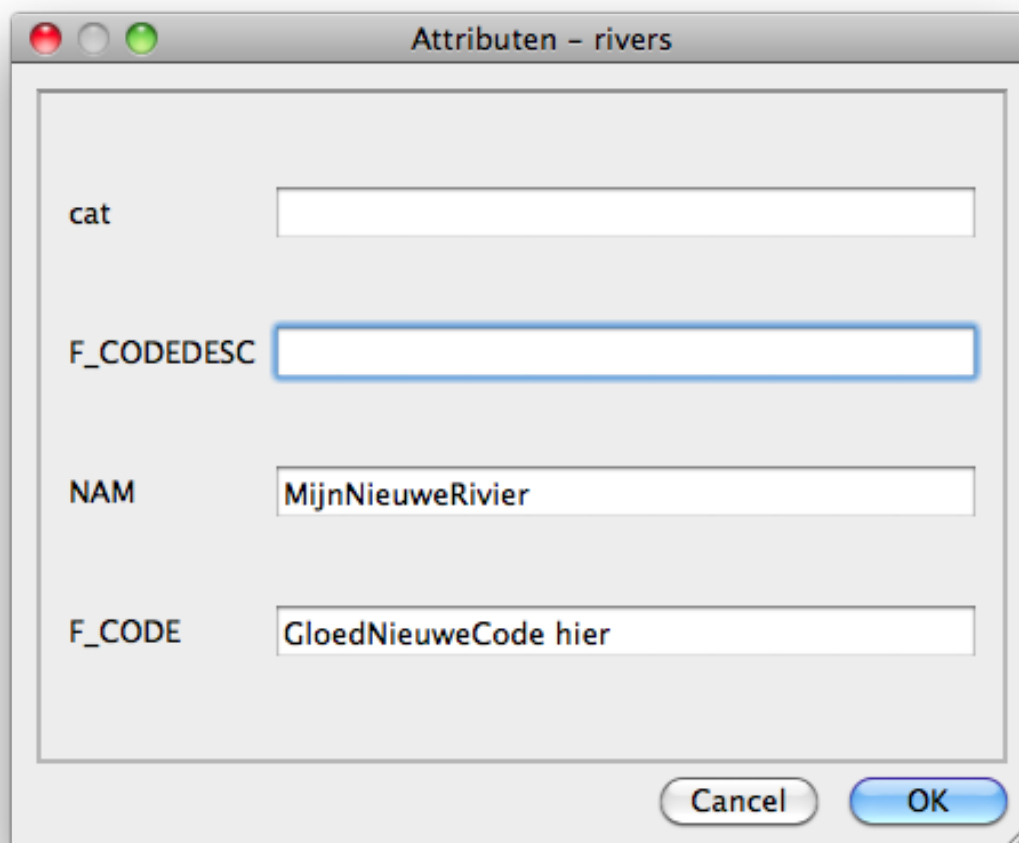 Attributen – rivers
cat
F_CODEDESC
NAM MijnNieuweRivier
F_CODE GloedNieuweCode hier
Cancel OK